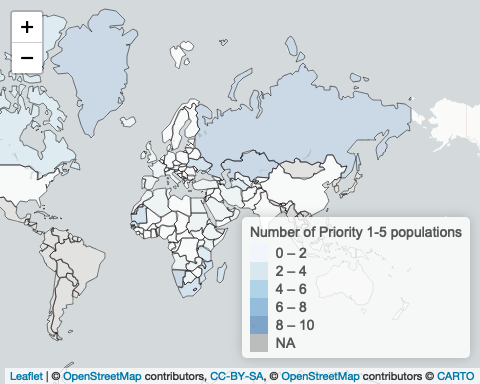 +
−
Number of Priority 1-5 populations
0 – 2
2 – 4
4 – 6
6 – 8
8 – 10
NA
Leaflet | © OpenStreetMap contributors, CC-BY-SA, © OpenStreetMap contributors © CARTO